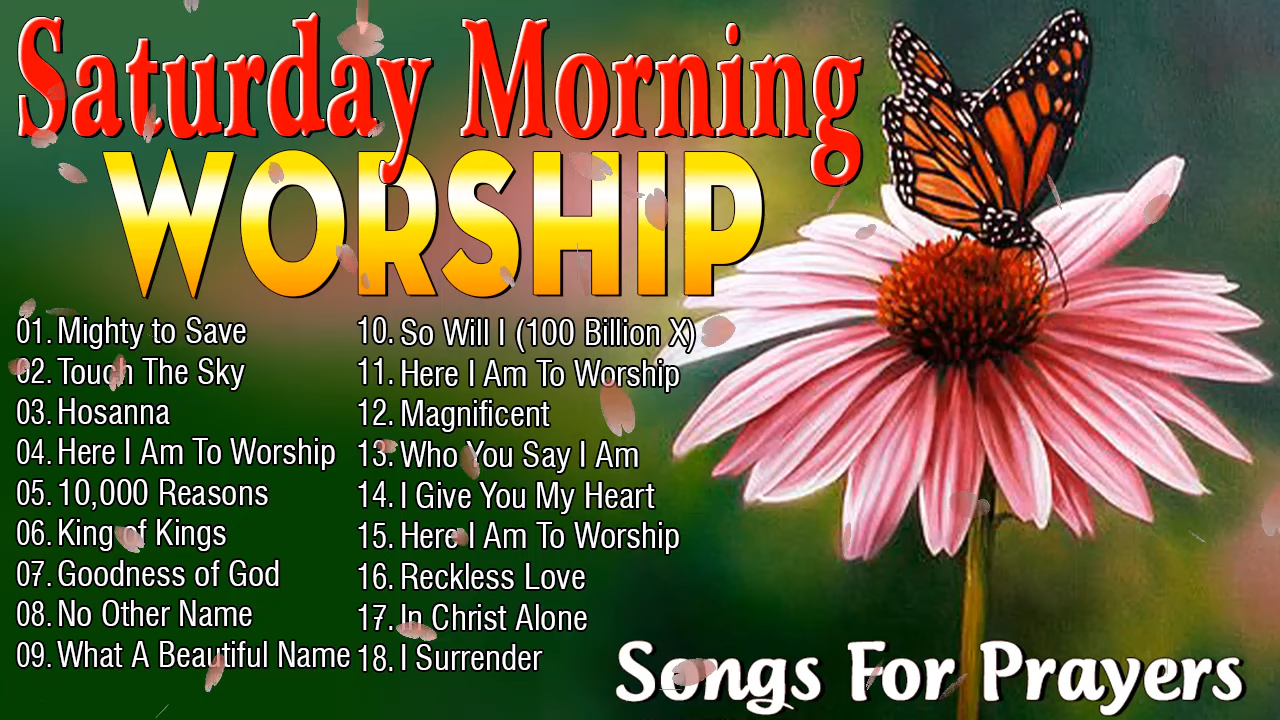 Saturday Morning
WORSHIP
01. Mighty to Save
02. Touch The Sky
03. Hosanna
04. Here I Am To Worship
05. 10,000 Reasons
06. King of Kings
07. Goodness of God
08. No Other Name
09. What A Beautiful Name
10. So Will I (100 Billion X)
11. Here I Am To Worship
12. Magnificent
13. Who You Say I Am
14. I Give You My Heart
15. Here I Am To Worship
16. Reckless Love
17. In Christ Alone
18. I Surrender
Songs For Prayers